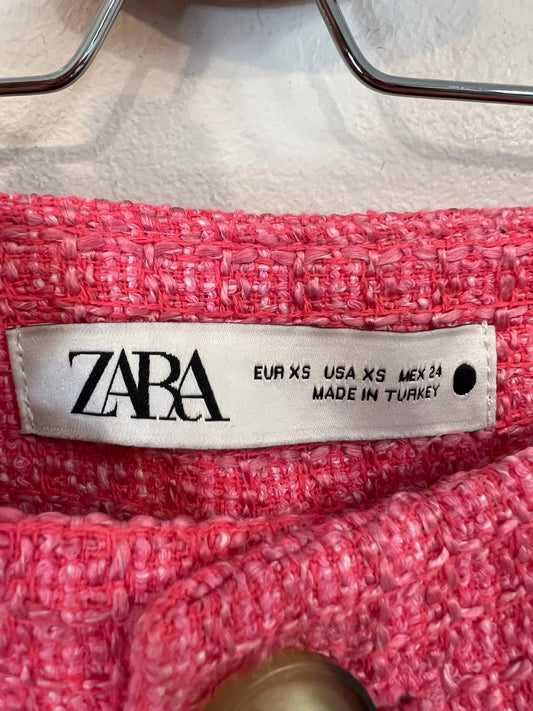 ZARA
EUR XS USA XS MEX 24
MADE IN TURKEY